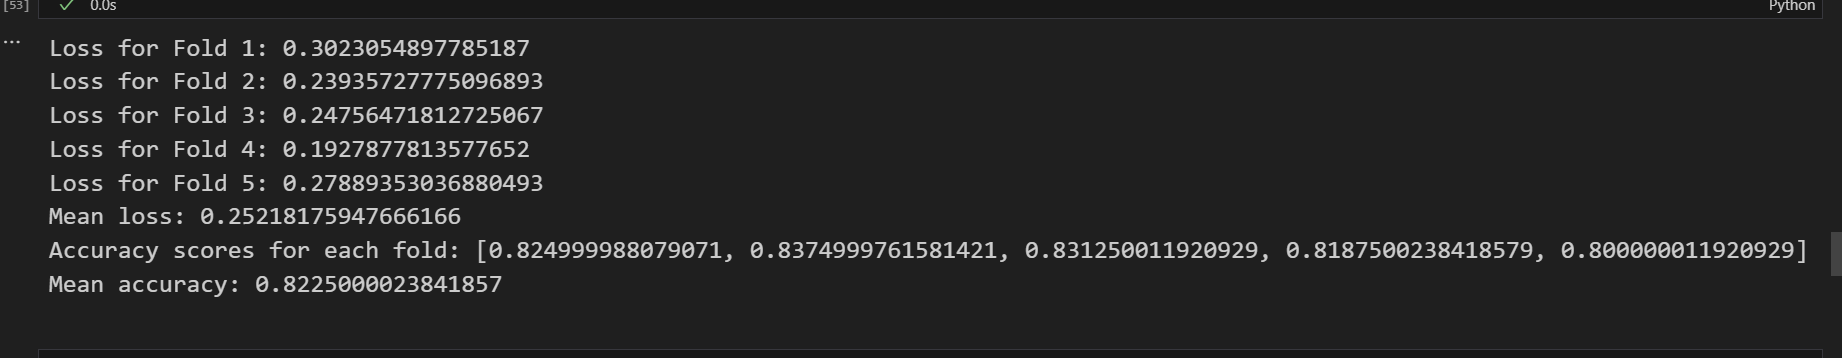 [53] ✓ 0.0s Python
...
Loss for Fold 1: 0.3023054897785187
Loss for Fold 2: 0.23935727775096893
Loss for Fold 3: 0.24756471812725067
Loss for Fold 4: 0.1927877813577652
Loss for Fold 5: 0.27889353036880493
Mean loss: 0.25218175947666166
Accuracy scores for each fold: [0.824999988079071, 0.8374999761581421, 0.831250011920929, 0.8187500238418579, 0.800000011920929]
Mean accuracy: 0.8225000023841857